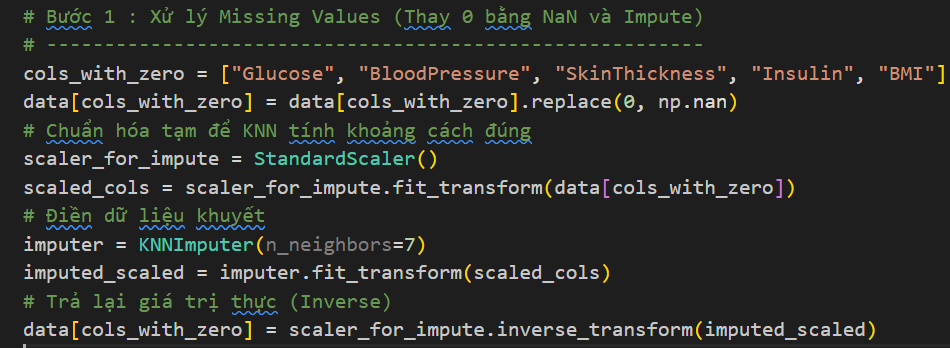 # Bước 1 : Xử lý Missing Values (Thay 0 bằng NaN và Impute)
# ---------------------------------------------------------
cols_with_zero = ["Glucose", "BloodPressure", "SkinThickness", "Insulin", "BMI"]
data[cols_with_zero] = data[cols_with_zero].replace(0, np.nan)
# Chuẩn hóa tạm để KNN tính khoảng cách đúng
scaler_for_impute = StandardScaler()
scaled_cols = scaler_for_impute.fit_transform(data[cols_with_zero])
# Điền dữ liệu khuyết
imputer = KNNImputer(n_neighbors=7)
imputed_scaled = imputer.fit_transform(scaled_cols)
# Trả lại giá trị thực (Inverse)
data[cols_with_zero] = scaler_for_impute.inverse_transform(imputed_scaled)